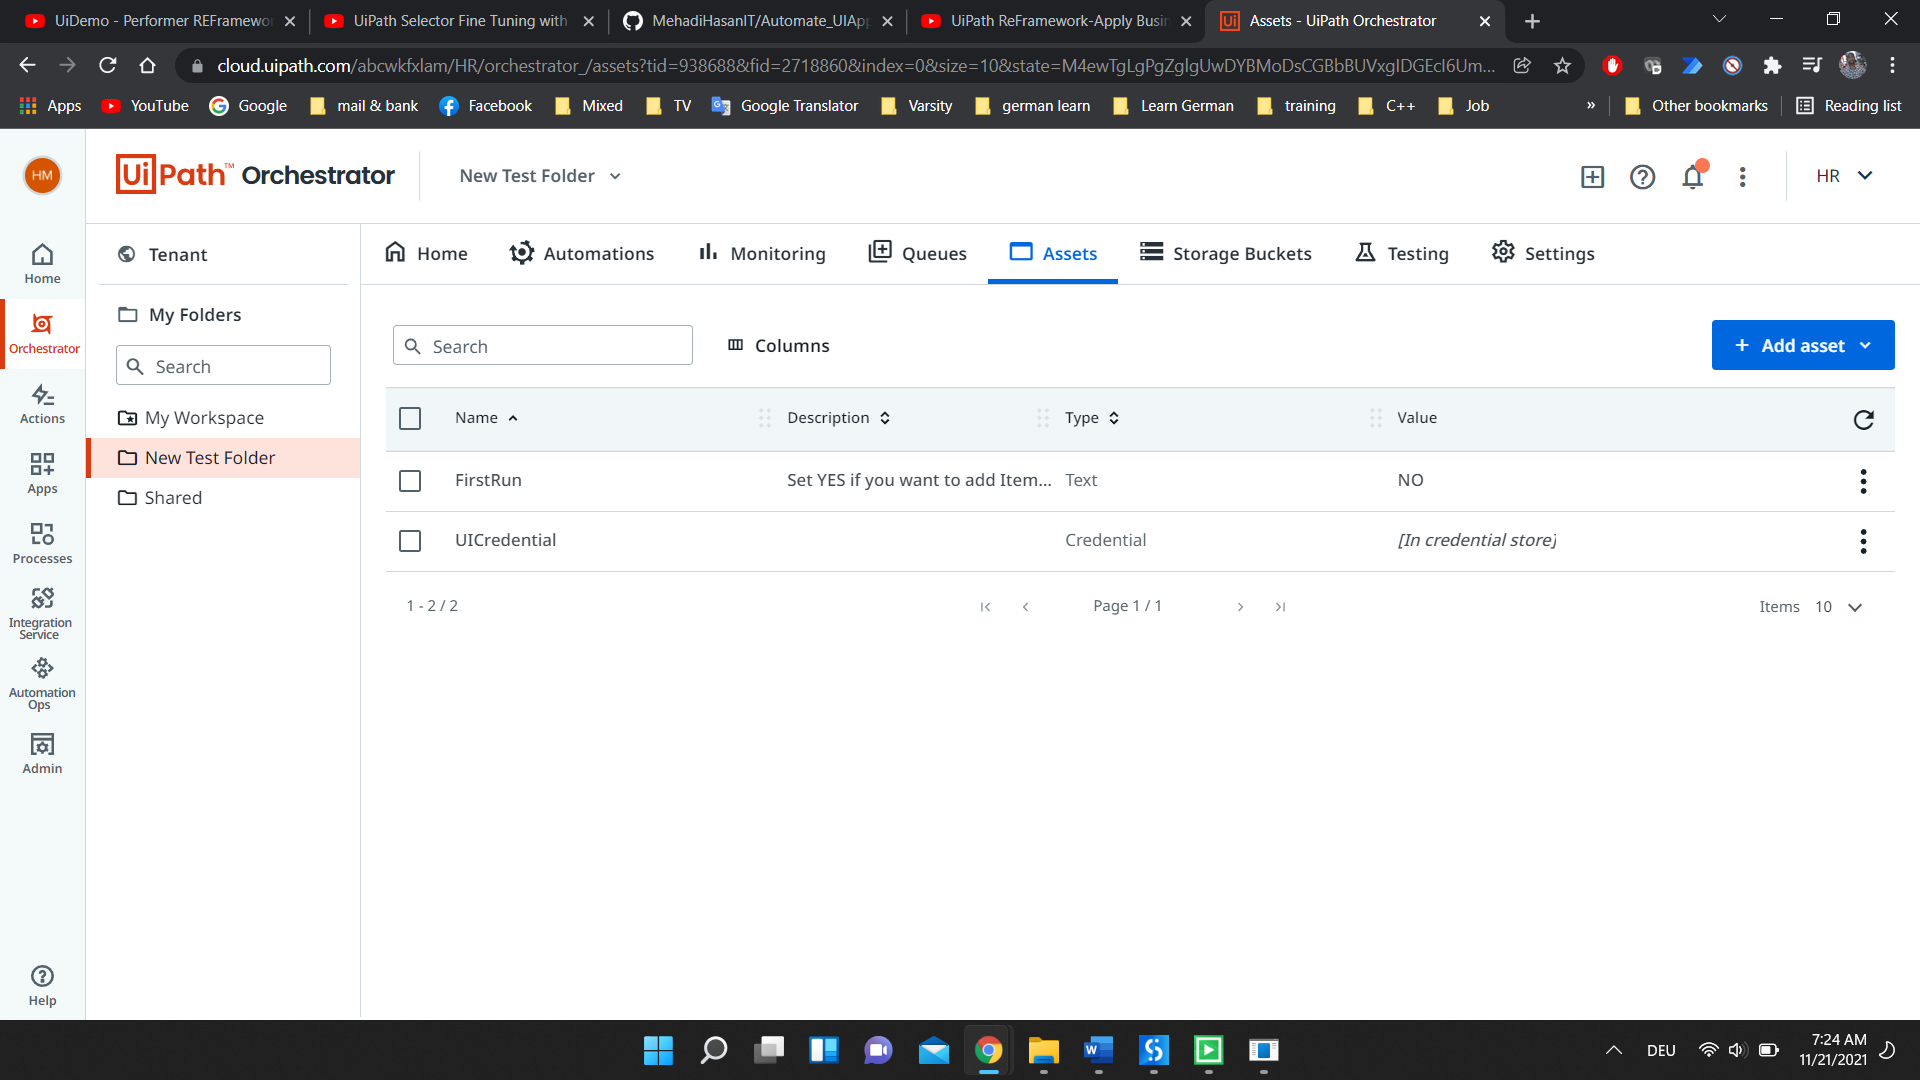 UiDemo - Performer REFramewor
UiPath Selector Fine Tuning with
MehadiHasanIT/Automate_UIApp
UiPath ReFramework-Apply Busi
Assets - UiPath Orchestrator
cloud.uipath.com/abcwkfxlam/HR/orchestrator_/assets?tid=938688&fid=2718860&index=0&size=10&state=M4ewTgLgPgZglgUwDYBMoDsCGBbBUVxgIDGEcI6Um...
Apps
YouTube
Google
mail & bank
Facebook
Mixed
TV
Google Translator
Varsity
german learn
Learn German
training
C++
Job
»
Other bookmarks
Reading list
HM
UiPath™ Orchestrator
New Test Folder
HR
Home
Orchestrator
Actions
Apps
Processes
Integration
Service
Automation
Ops
Admin
Help
Tenant
My Folders
Search
My Workspace
New Test Folder
Shared
Home
Automations
Monitoring
Queues
Assets
Storage Buckets
Testing
Settings
Search
Columns
+ Add asset
Name Description Type Value
FirstRun Set YES if you want to add Item... Text NO
UICredential Credential [In credential store]
1 - 2 / 2
Page 1 / 1
Items 10
DEU
7:24 AM
11/21/2021